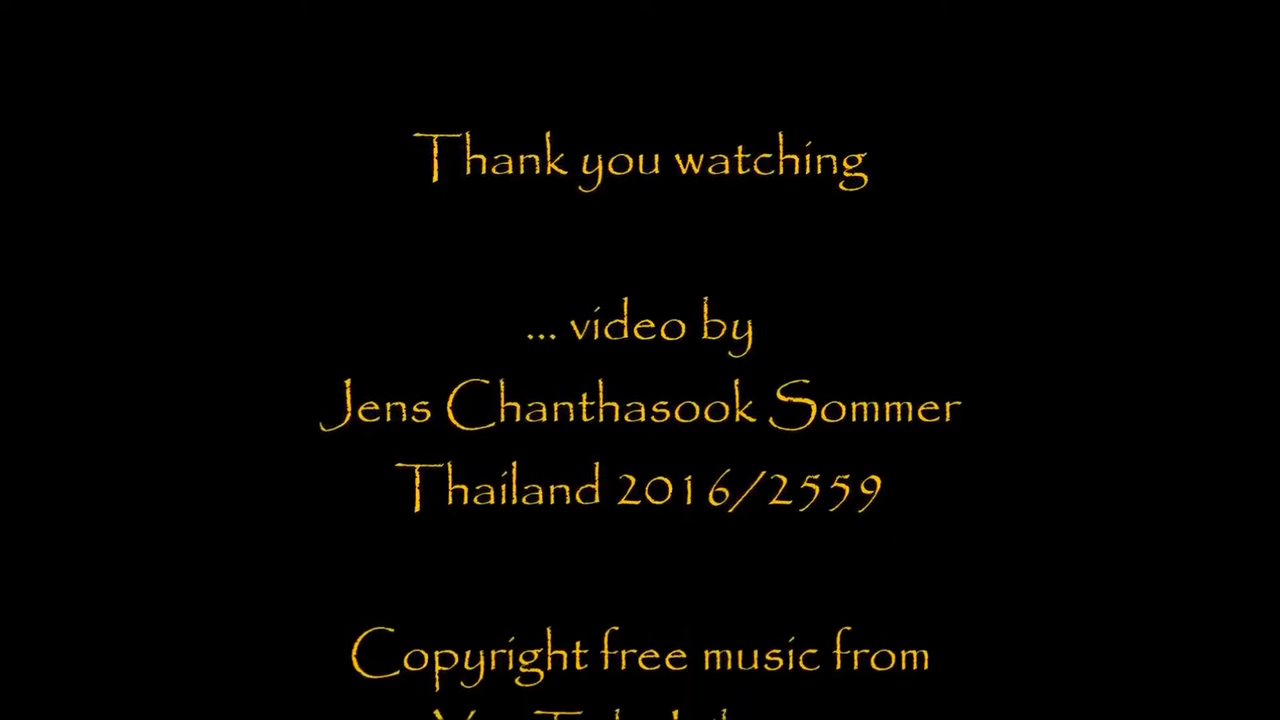 Thank you watching
... video by
Jens Chanthasook Sommer
Thailand 2016/2559
Copyright free music from